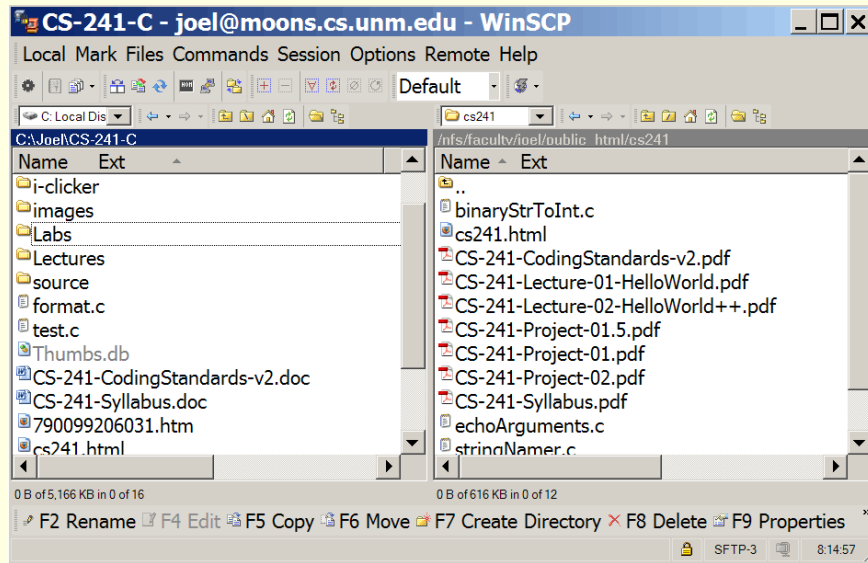 CS-241-C - joel@moons.cs.unm.edu - WinSCP
Local Mark Files Commands Session Options Remote Help
Default
C: Local Dis
cs241
C:\Joel\CS-241-C
/nfs/faculty/joel/public_html/cs241
Name Ext
i-clicker
images
Labs
Lectures
source
format.c
test.c
Thumbs.db
CS-241-CodingStandards-v2.doc
CS-241-Syllabus.doc
790099206031.htm
cs241.html
0 B of 5,166 KB in 0 of 16
Name Ext
..
binaryStrToInt.c
cs241.html
CS-241-CodingStandards-v2.pdf
CS-241-Lecture-01-HelloWorld.pdf
CS-241-Lecture-02-HelloWorld++.pdf
CS-241-Project-01.5.pdf
CS-241-Project-01.pdf
CS-241-Project-02.pdf
CS-241-Syllabus.pdf
echoArguments.c
stringNamer.c
0 B of 616 KB in 0 of 12
F2 Rename F4 Edit F5 Copy F6 Move F7 Create Directory F8 Delete F9 Properties
SFTP-3 8:14:57